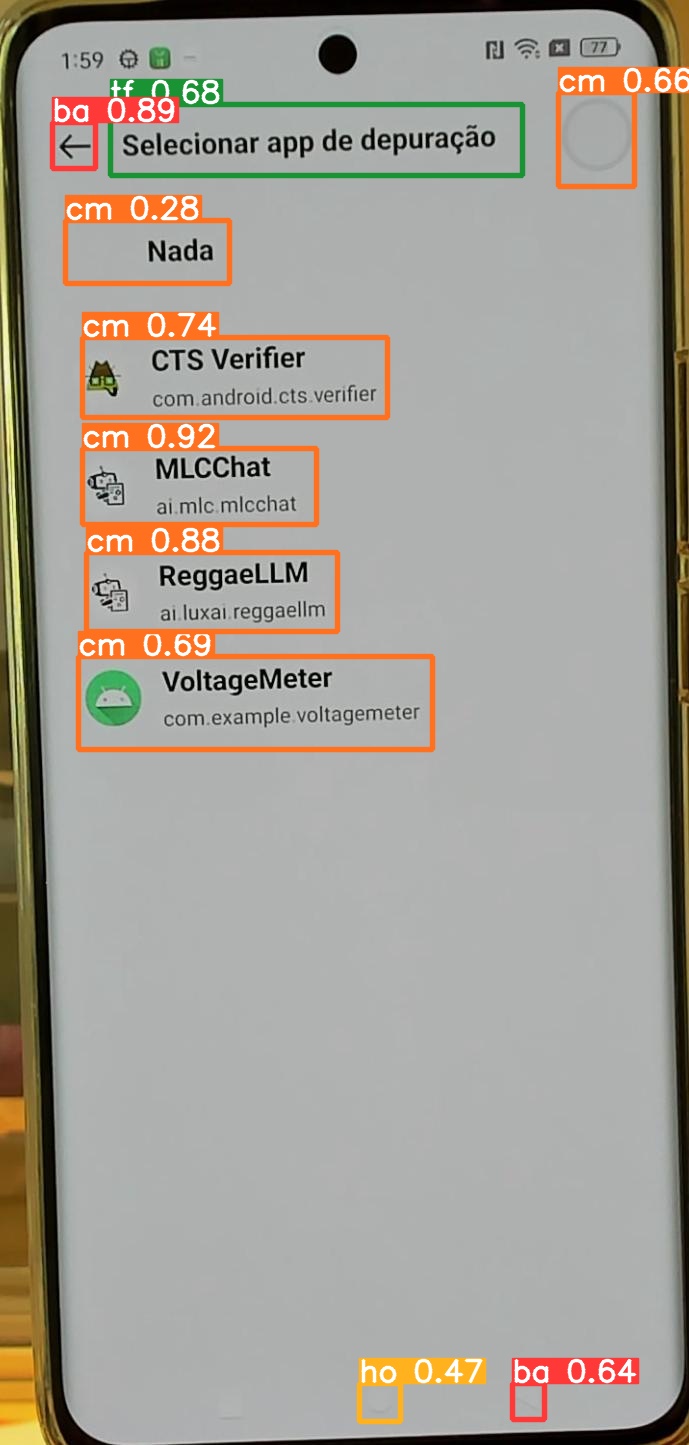 1:59
77
cm 0.66
tf 0.68
ba 0.89
Selecionar app de depuração
cm 0.28
Nada
cm 0.74
CTS Verifier
com.android.cts.verifier
cm 0.92
MLCChat
ai.mlc.mlcchat
cm 0.88
ReggaeLLM
ai.luxai.reggaellm
cm 0.69
VoltageMeter
com.example.voltagemeter
ho 0.47
ba 0.64